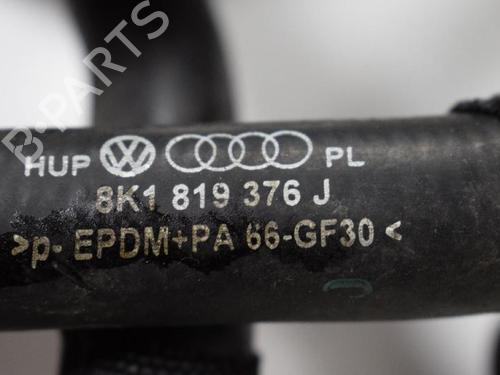 B-PARTS
HUP PL
8K1 819 376 J
>p- EPDM+PA 66-GF30<